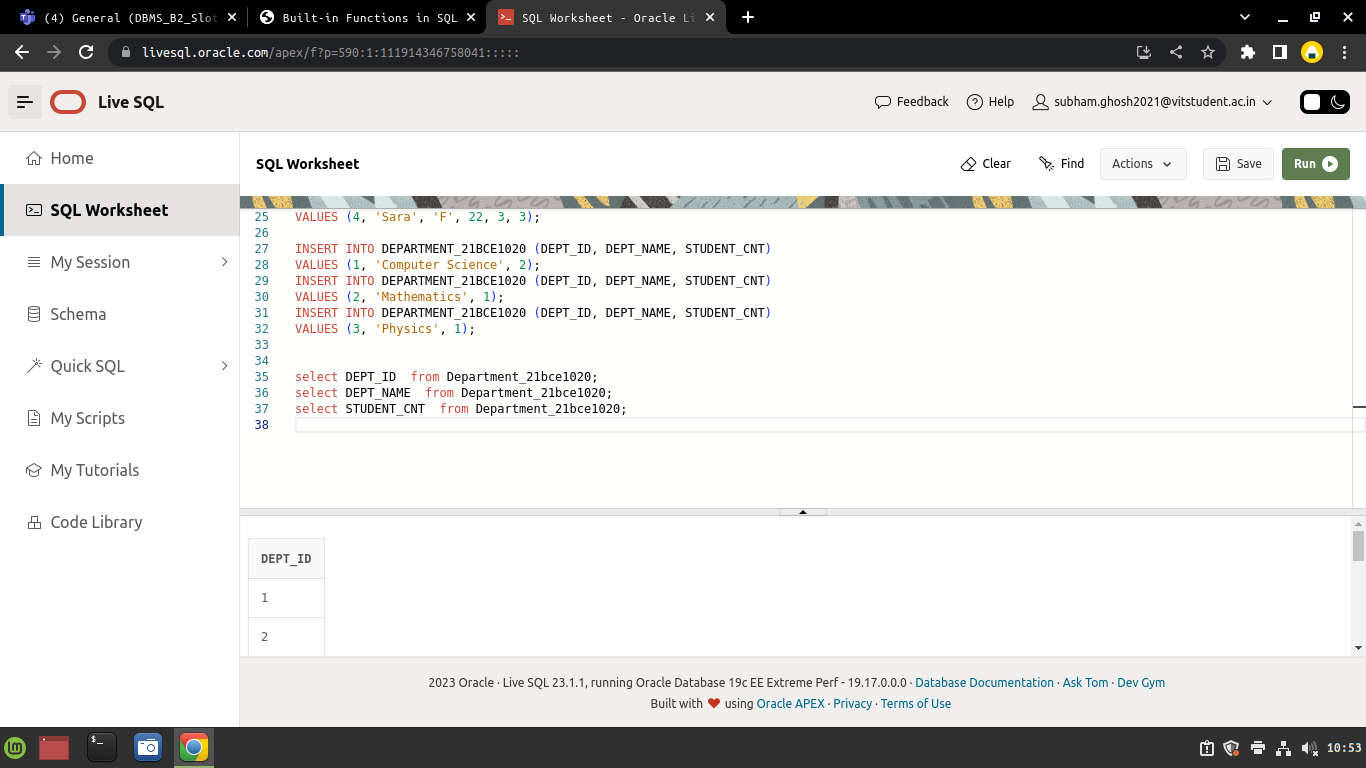 (4) General (DBMS_B2_Slot
Built-in Functions in SQL
SQL Worksheet - Oracle Li
livesql.oracle.com/apex/f?p=590:1:111914346758041:::::
Live SQL
Feedback
Help
subham.ghosh2021@vitstudent.ac.in
Home
SQL Worksheet
My Session
Schema
Quick SQL
My Scripts
My Tutorials
Code Library
SQL Worksheet
Clear
Find
Actions
Save
Run
25 VALUES (4, 'Sara', 'F', 22, 3, 3);
26
27 INSERT INTO DEPARTMENT_21BCE1020 (DEPT_ID, DEPT_NAME, STUDENT_CNT)
28 VALUES (1, 'Computer Science', 2);
29 INSERT INTO DEPARTMENT_21BCE1020 (DEPT_ID, DEPT_NAME, STUDENT_CNT)
30 VALUES (2, 'Mathematics', 1);
31 INSERT INTO DEPARTMENT_21BCE1020 (DEPT_ID, DEPT_NAME, STUDENT_CNT)
32 VALUES (3, 'Physics', 1);
33
34
35 select DEPT_ID  from Department_21bce1020;
36 select DEPT_NAME  from Department_21bce1020;
37 select STUDENT_CNT  from Department_21bce1020;
38
DEPT_ID
1
2
2023 Oracle · Live SQL 23.1.1, running Oracle Database 19c EE Extreme Perf - 19.17.0.0.0 · Database Documentation · Ask Tom · Dev Gym
Built with ❤ using Oracle APEX · Privacy · Terms of Use
10:53